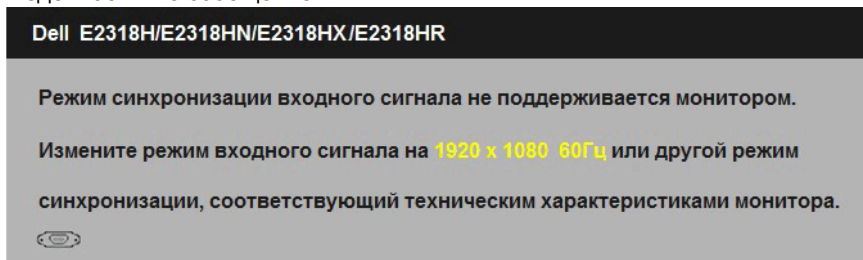 Dell E2318H/E2318HN/E2318HX/E2318HR
Режим синхронизации входного сигнала не поддерживается монитором.
Измените режим входного сигнала на 1920 x 1080 60Гц или другой режим
синхронизации, соответствующий техническим характеристиками монитора.